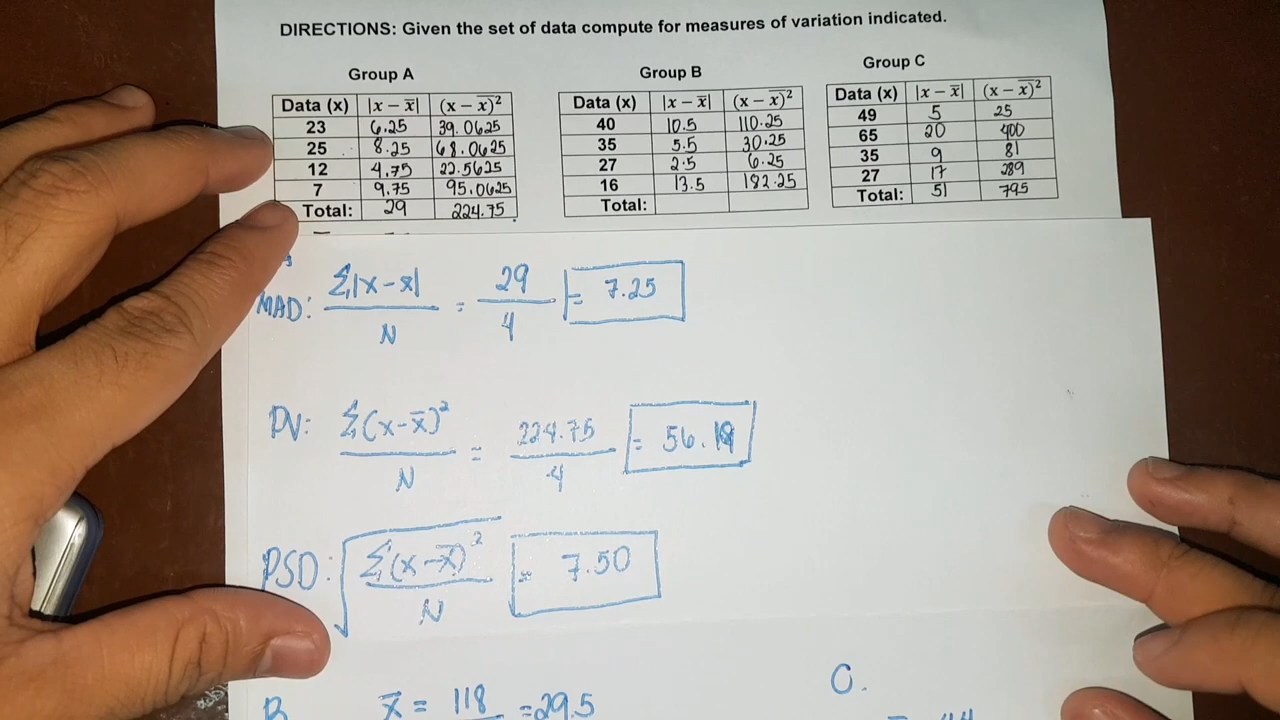 DIRECTIONS: Given the set of data compute for measures of variation indicated.
Group A
Data (x) |x − x̅| (x − x̅)²
23 6.25 39.0625
25 8.25 68.0625
12 4.75 22.5625
7 9.75 95.0625
Total: 29 224.75
Group B
Data (x) |x − x̅| (x − x̅)²
40 10.5 110.25
35 5.5 30.25
27 2.5 6.25
16 13.5 182.25
Total:
Group C
Data (x) |x − x̅| (x − x̅)²
49 5 25
65 20 400
35 9 81
27 17 289
Total: 51 795
MAD: Σ|x − x̅| / N = 29 / 4 = 7.25
PV: Σ(x − x̅)² / N = 224.75 / 4 = 56.19
PSD: √ Σ(x − x̅)² / N = 7.50
B x̅ = 118 = 29.5
C.